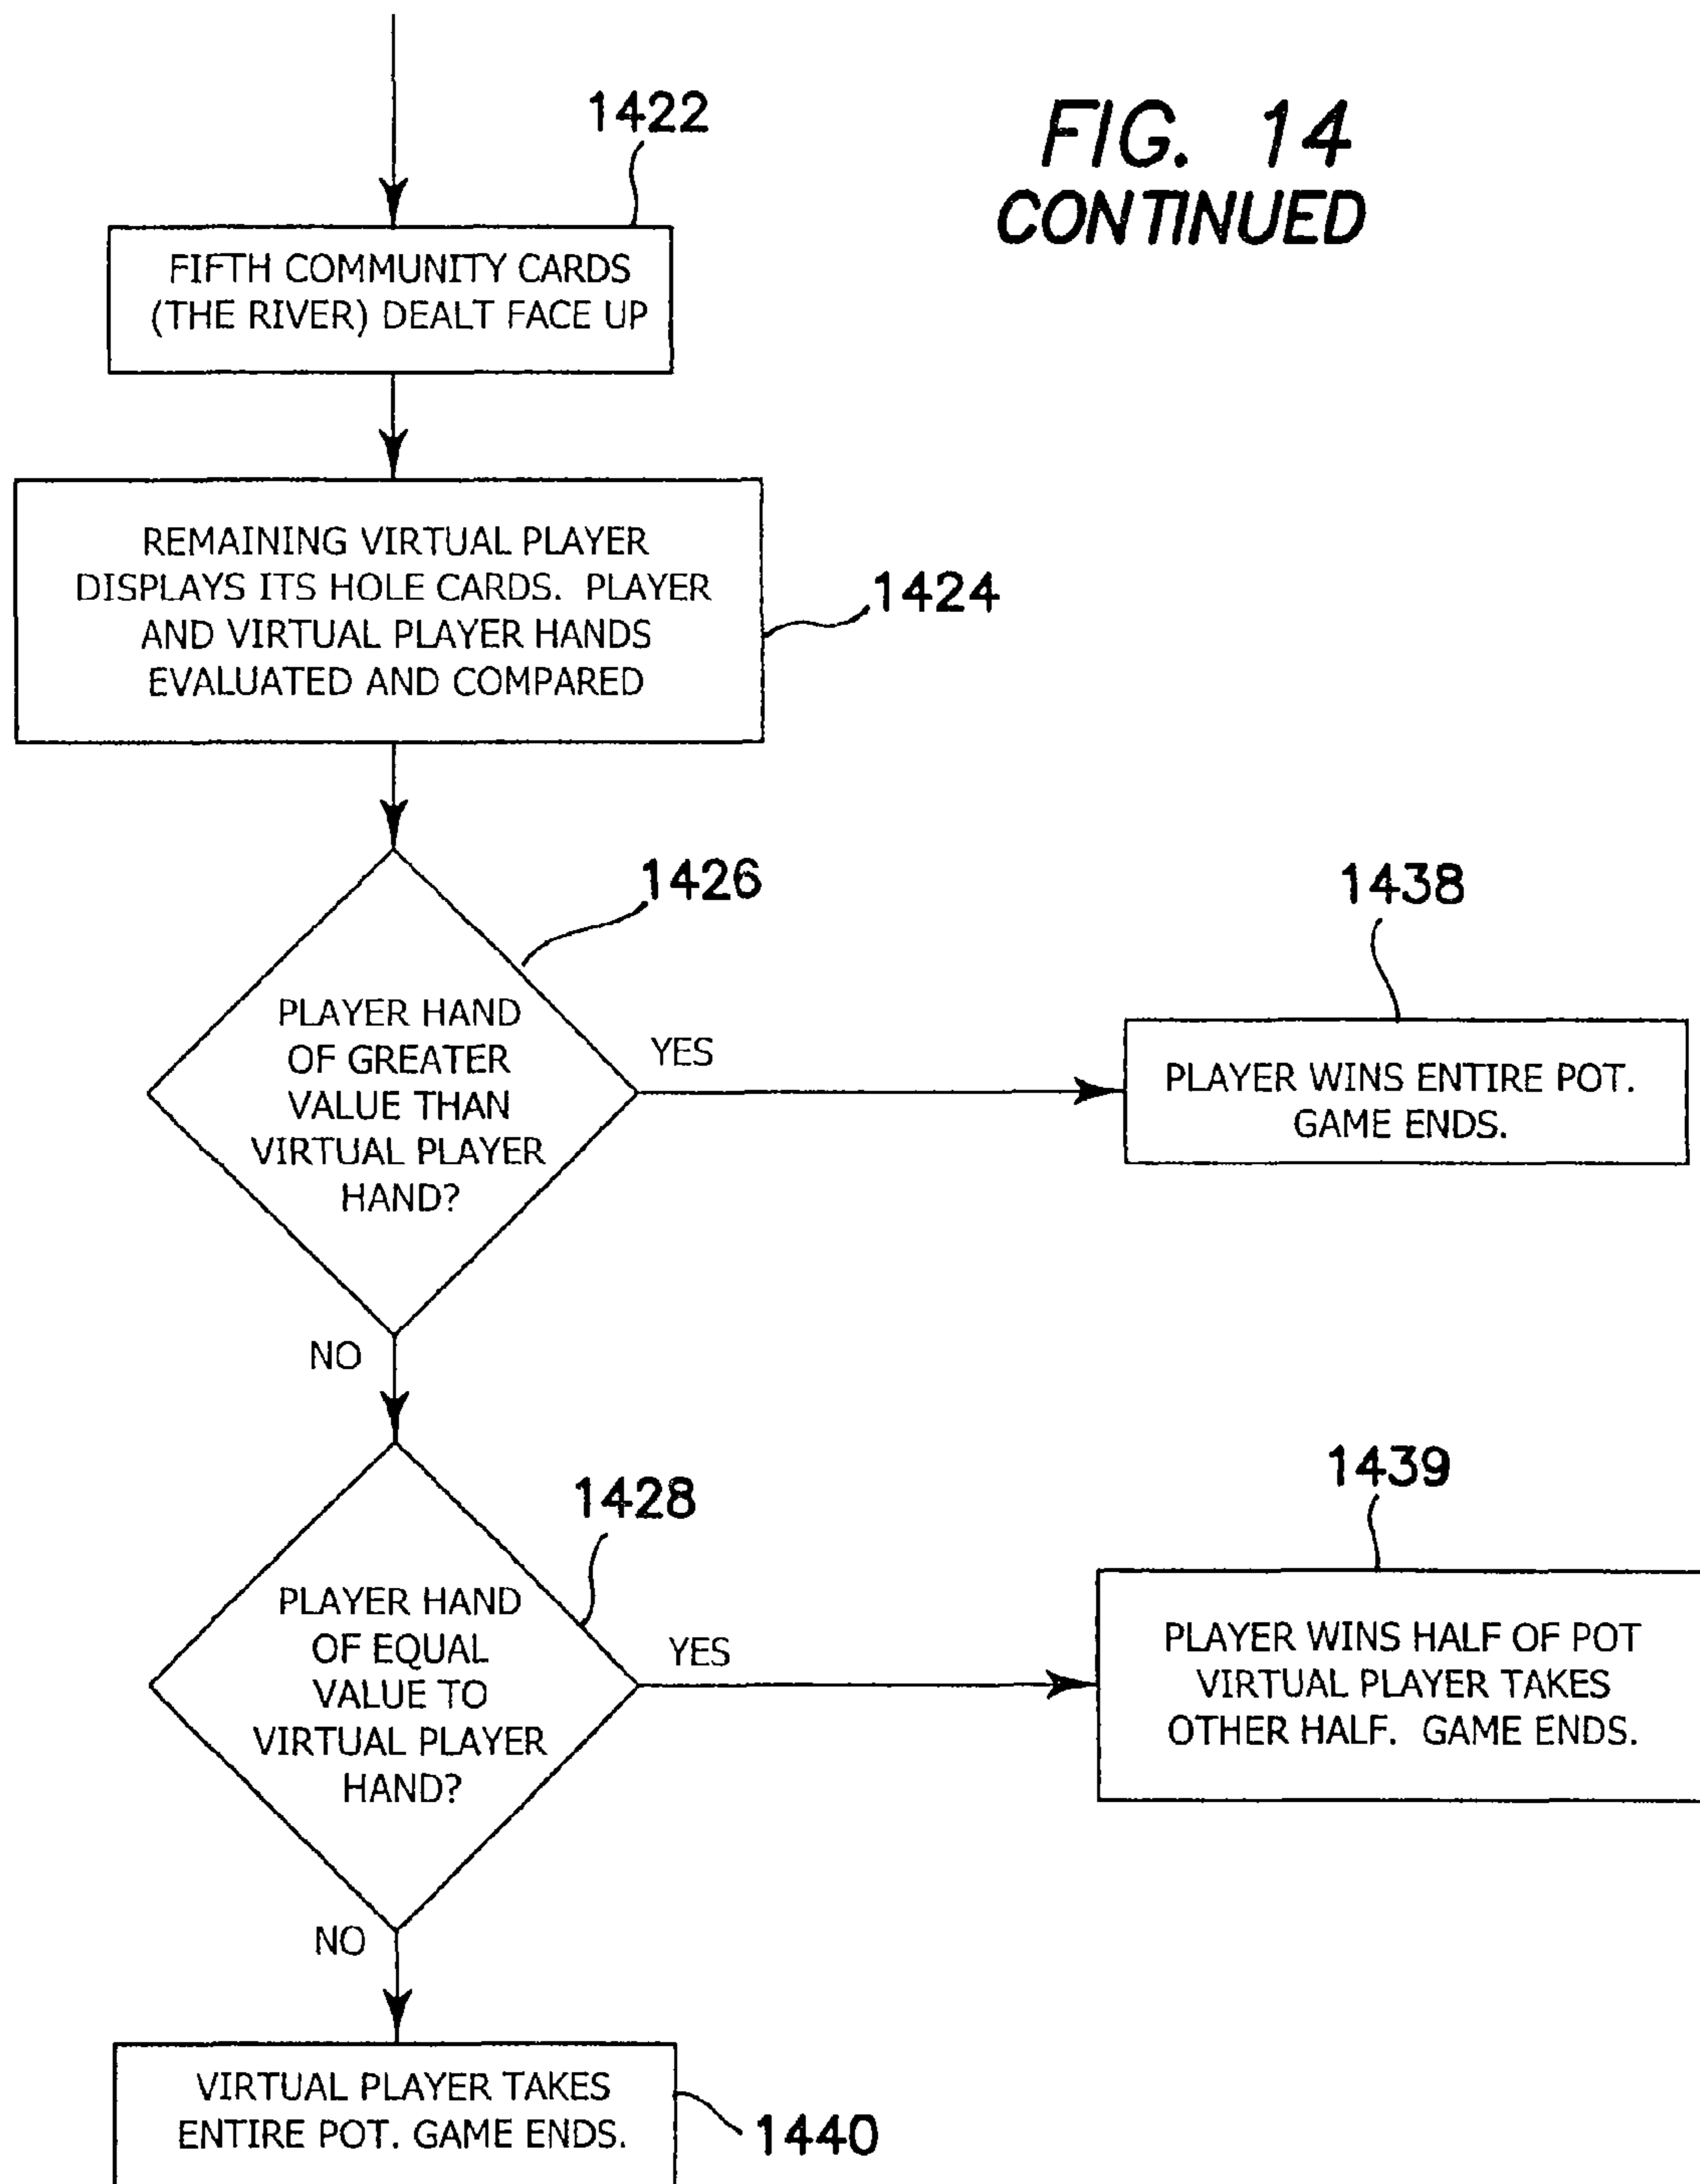 FIG. 14
CONTINUED
1422
FIFTH COMMUNITY CARDS
(THE RIVER) DEALT FACE UP
REMAINING VIRTUAL PLAYER
DISPLAYS ITS HOLE CARDS. PLAYER
AND VIRTUAL PLAYER HANDS
EVALUATED AND COMPARED
1424
1426
PLAYER HAND
OF GREATER
VALUE THAN
VIRTUAL PLAYER
HAND?
YES
1438
PLAYER WINS ENTIRE POT.
GAME ENDS.
NO
1428
PLAYER HAND
OF EQUAL
VALUE TO
VIRTUAL PLAYER
HAND?
YES
1439
PLAYER WINS HALF OF POT
VIRTUAL PLAYER TAKES
OTHER HALF. GAME ENDS.
NO
VIRTUAL PLAYER TAKES
ENTIRE POT. GAME ENDS.
1440